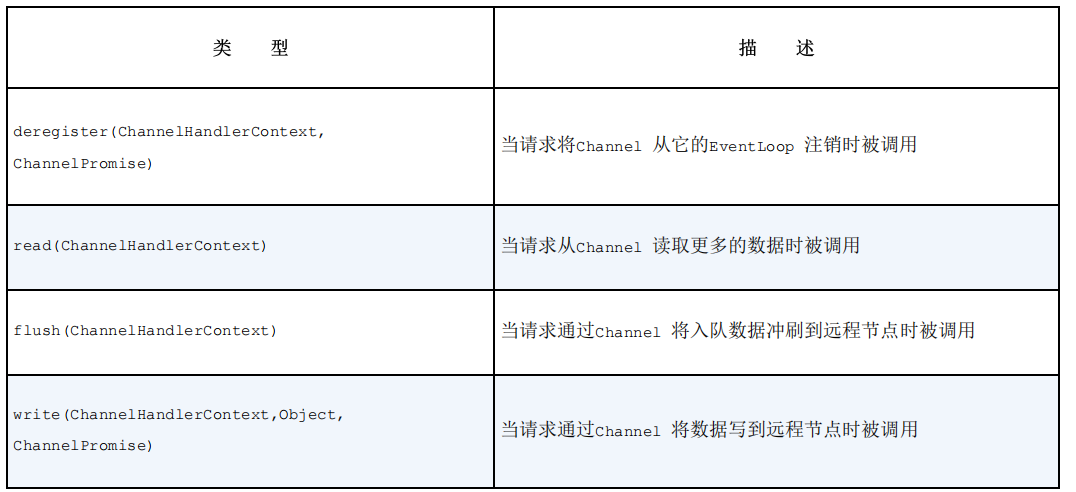 类 型
描 述
deregister(ChannelHandlerContext,
ChannelPromise)
当请求将Channel 从它的EventLoop 注销时被调用
read(ChannelHandlerContext)
当请求从Channel 读取更多的数据时被调用
flush(ChannelHandlerContext)
当请求通过Channel 将入队数据冲刷到远程节点时被调用
write(ChannelHandlerContext,Object,
ChannelPromise)
当请求通过Channel 将数据写到远程节点时被调用